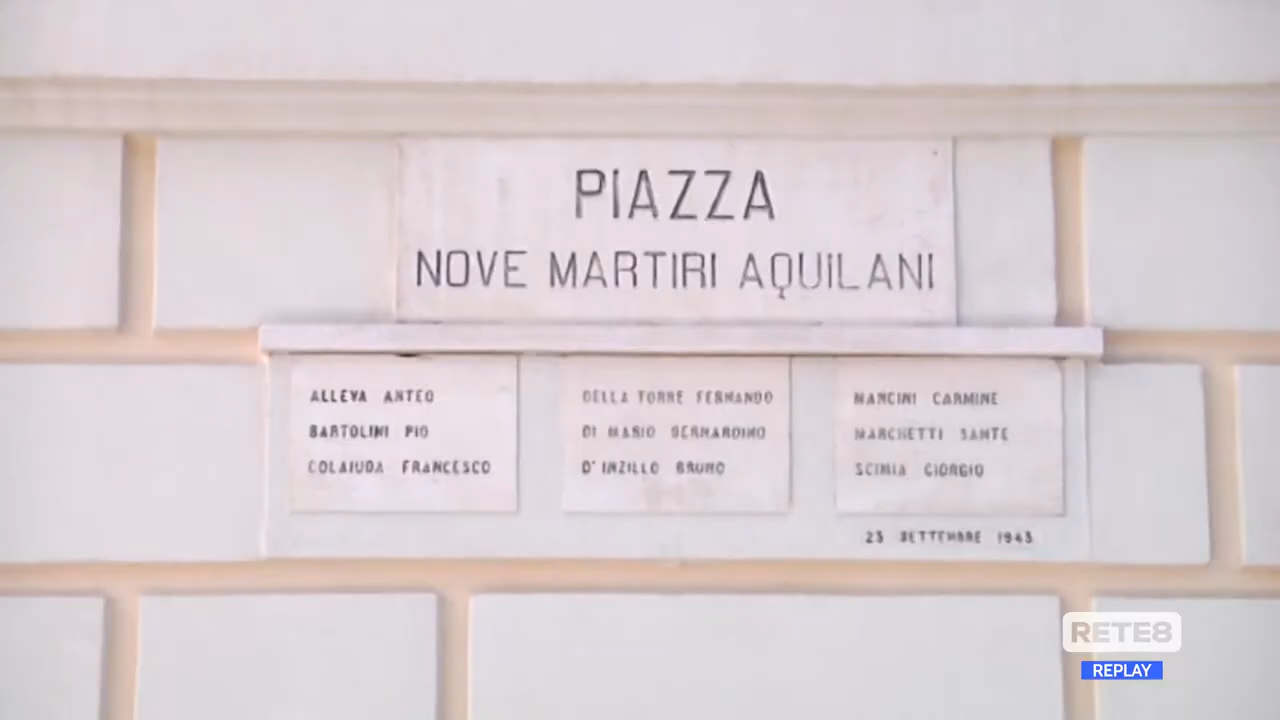 PIAZZA
NOVE MARTIRI AQUILANI
ALLEVA ANTEO
BARTOLINI PIO
COLAIUDA FRANCESCO
DELLA TORRE FERNANDO
DI MARIO BERNARDINO
D'INZILLO BRUNO
MANCINI CARMINE
MARCHETTI SANTE
SCIMIA GIORGIO
23 SETTEMBRE 1943
RETE8
REPLAY